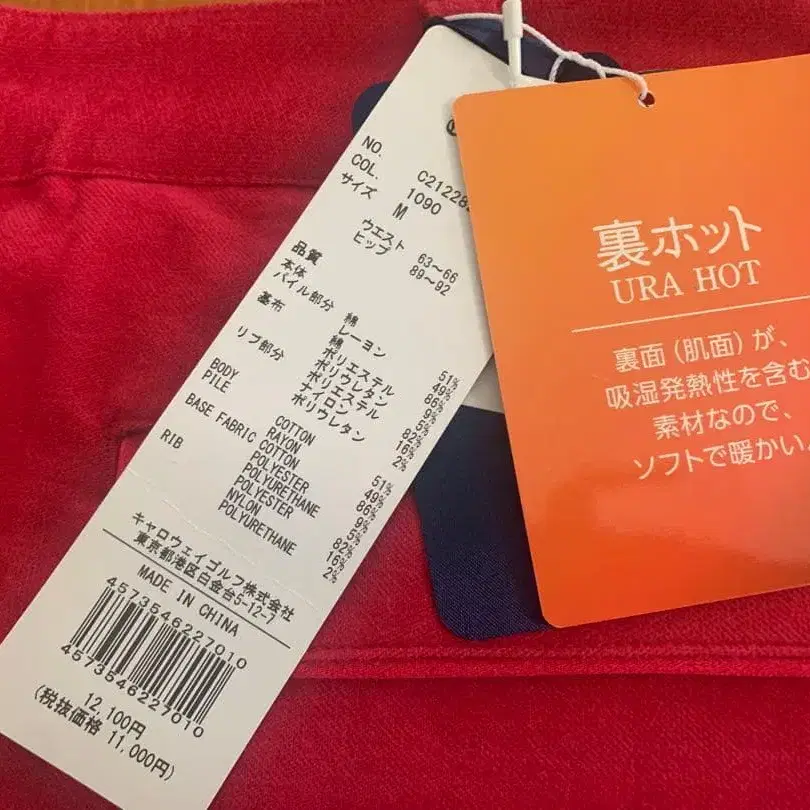 NO. C212282
COL. 1090
サイズ M
ウエスト 63~66
ヒップ 89~92
品質
本体
パイル部分 綿 51%
レーヨン 49%
基布 綿 86%
ポリエステル 9%
ポリウレタン 5%
リブ部分 ポリエステル 82%
ナイロン 16%
ポリウレタン 2%
BODY
PILE COTTON 51%
RAYON 49%
BASE FABRIC COTTON 86%
POLYESTER 9%
POLYURETHANE 5%
RIB POLYESTER 82%
NYLON 16%
POLYURETHANE 2%
キャロウェイゴルフ株式会社
東京都港区白金台5-12-7
MADE IN CHINA
4573546227010
4573546227010
12,100円
(税抜価格 11,000円)
裏ホット
URA HOT
裏面(肌面)が、
吸湿発熱性を含む
素材なので、
ソフトで暖かい。